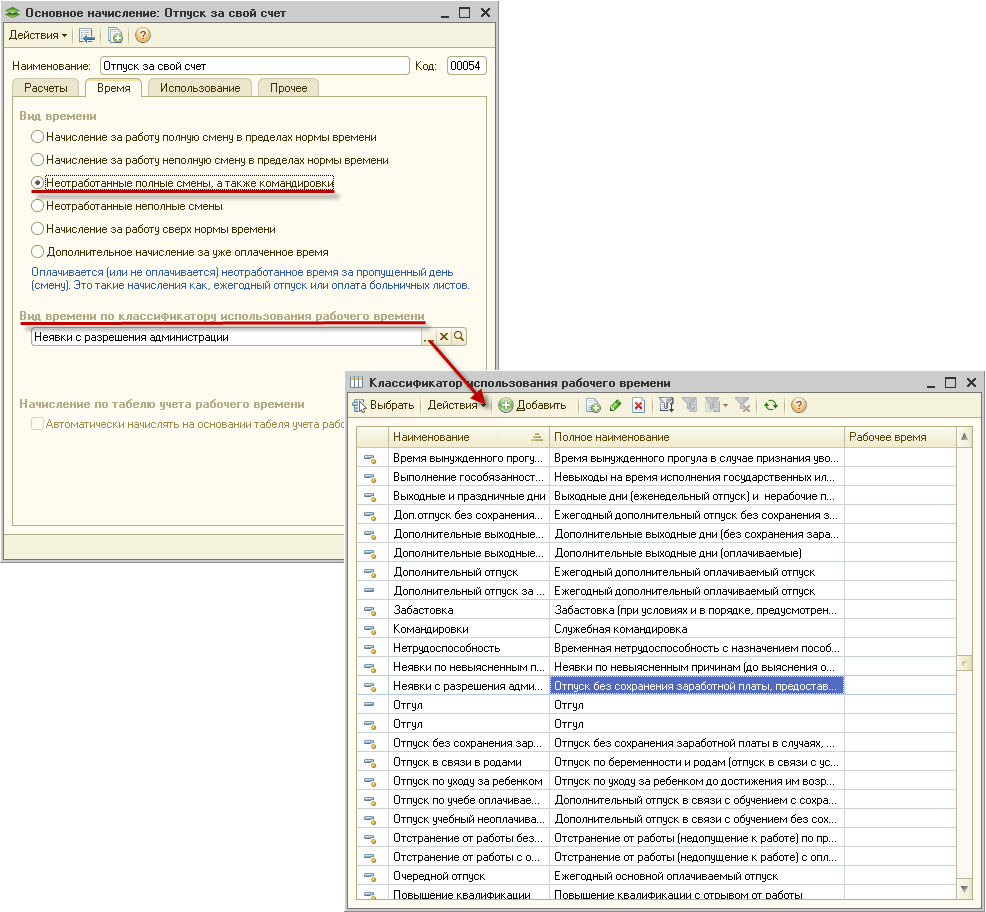 Основное начисление: Отпуск за свой счет
Действия
Наименование: Отпуск за свой счет Код: 00054
Расчеты Время Использование Прочее
Вид времени
Начисление за работу полную смену в пределах нормы времени
Начисление за работу неполную смену в пределах нормы времени
Неотработанные полные смены, а также командировки
Неотработанные неполные смены
Начисление за работу сверх нормы времени
Дополнительное начисление за уже оплаченное время
Оплачивается (или не оплачивается) неотработанное время за пропущенный день
(смену). Это такие начисления как, ежегодный отпуск или оплата больничных листов.
Вид времени по классификатору использования рабочего времени
Неявки с разрешения администрации ...
Начисление по табелю учета рабочего времени
Автоматически начислять на основании табеля учета рабо
Классификатор использования рабочего времени
Выбрать Действия Добавить
Наименование Полное наименование Рабочее время
Время вынужденного прогу... Время вынужденного прогула в случае признания уво...
Выполнение гособязанност... Невыходы на время исполнения государственных ил...
Выходные и праздничные дни Выходные дни (еженедельный отпуск) и нерабочие п...
Доп.отпуск без сохранения... Ежегодный дополнительный отпуск без сохранения з...
Дополнительные выходные... Дополнительные выходные дни (без сохранения зара...
Дополнительные выходные... Дополнительные выходные дни (оплачиваемые)
Дополнительный отпуск Ежегодный дополнительный оплачиваемый отпуск
Дополнительный отпуск за ... Ежегодный дополнительный оплачиваемый отпуск
Забастовка Забастовка (при условиях и в порядке, предусмотрен...
Командировки Служебная командировка
Нетрудоспособность Временная нетрудоспособность с назначением пособ...
Неявки по невыясненным п... Неявки по невыясненным причинам (до выяснения о...
Неявки с разрешения адми... Отпуск без сохранения заработной платы, предостав...
Отгул Отгул
Отгул Отгул
Отпуск без сохранения зар... Отпуск без сохранения заработной платы в случаях, ...
Отпуск в связи в родами Отпуск по беременности и родам (отпуск в связи с ус...
Отпуск по уходу за ребенком Отпуск по уходу за ребенком до достижения им возр...
Отпуск по учебе оплачивае... Дополнительный отпуск в связи с обучением с сохра...
Отпуск учебный неоплачива... Дополнительный отпуск в связи с обучением без сох...
Отстранение от работы без... Отстранение от работы (недопущение к работе) по пр...
Отстранение от работы с о... Отстранение от работы (недопущение к работе) с опл...
Очередной отпуск Ежегодный основной оплачиваемый отпуск
Повышение квалификации Повышение квалификации с отрывом от работы